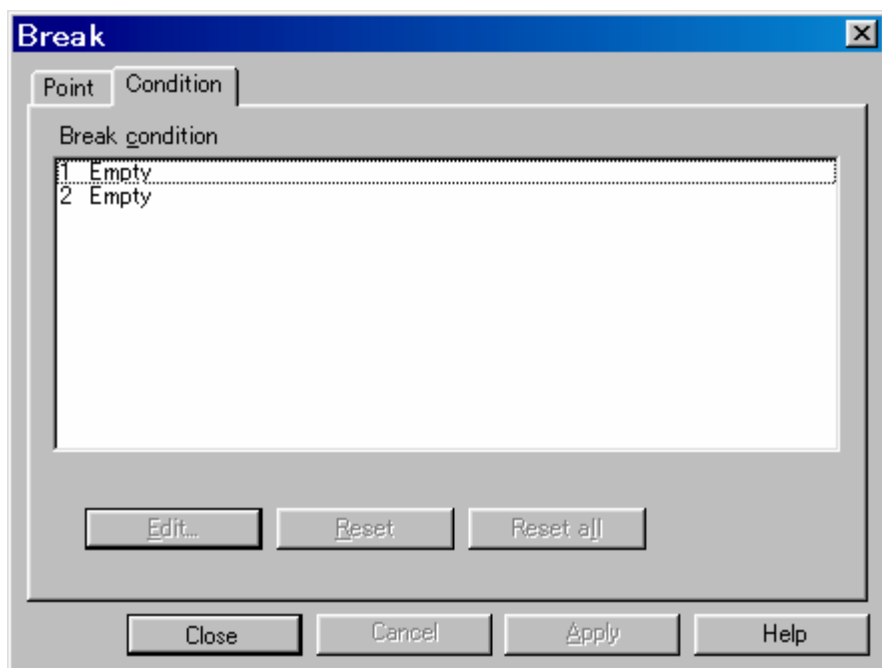 Break
Point Condition
Break condition
1 Empty
2 Empty
Edit... Reset Reset all
Close Cancel Apply Help